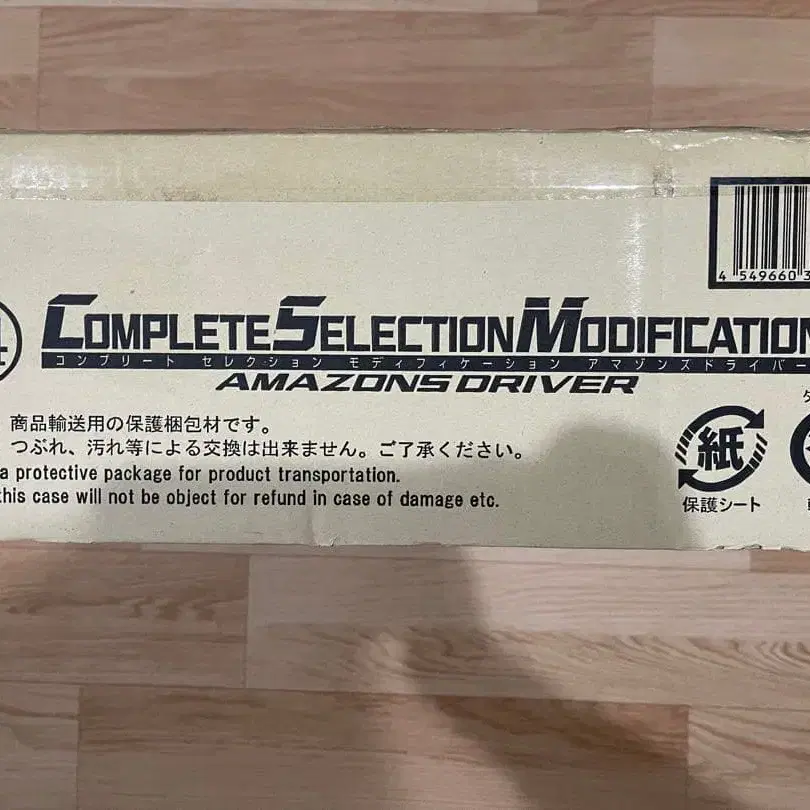 COMPLETE SELECTION MODIFICATION
コンプリート セレクション モディフィケーション アマゾンズドライバー
AMAZONS DRIVER
商品輸送用の保護梱包材です。
つぶれ、汚れ等による交換は出来ません。ご了承ください。
a protective package for product transportation.
this case will not be object for refund in case of damage etc.
4 549660 3
紙
保護シート